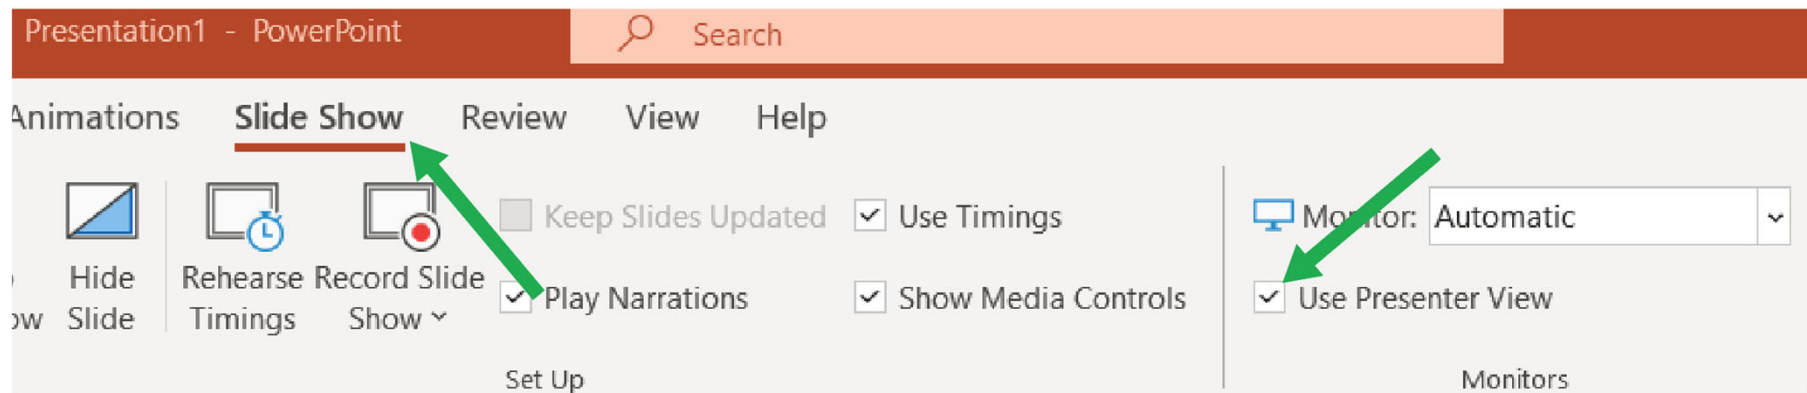 Presentation1 - PowerPoint
Search
Animations Slide Show Review View Help
Hide Slide
Rehearse Timings
Record Slide Show
Keep Slides Updated
Play Narrations
Use Timings
Show Media Controls
Set Up
Monitor: Automatic
Use Presenter View
Monitors